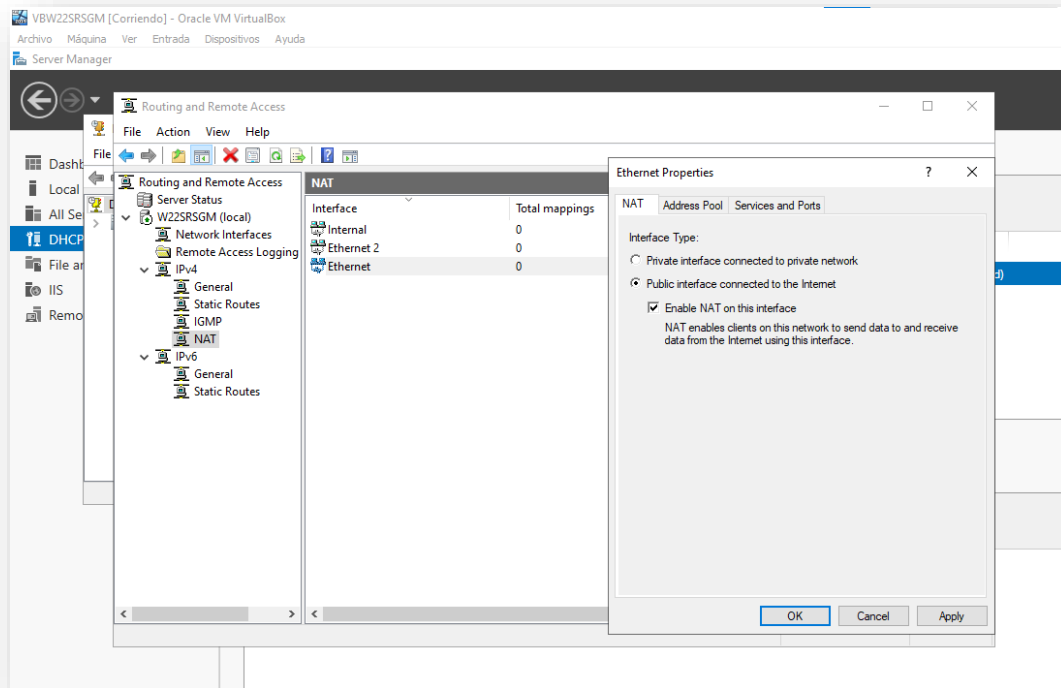 VBW22SRSGM [Corriendo] - Oracle VM VirtualBox
Archivo Máquina Ver Entrada Dispositivos Ayuda
Server Manager
Routing and Remote Access
File Action View Help
File
Dashb
Local
All Se
DHCP
File ar
IIS
Remo
Routing and Remote Access
Server Status
W22SRSGM (local)
Network Interfaces
Remote Access Logging
IPv4
General
Static Routes
IGMP
NAT
IPv6
General
Static Routes
NAT
Interface Total mappings
Internal 0
Ethernet 2 0
Ethernet 0
Ethernet Properties ? ×
NAT Address Pool Services and Ports
Interface Type:
Private interface connected to private network
Public interface connected to the Internet
Enable NAT on this interface
NAT enables clients on this network to send data to and receive
data from the Internet using this interface.
OK Cancel Apply
d)